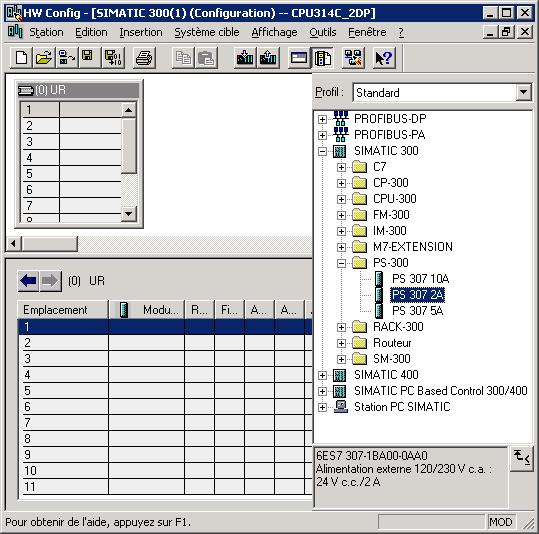 HW Config - [SIMATIC 300(1) (Configuration) -- CPU314C_2DP]
Station Edition Insertion Système cible Affichage Outils Fenêtre ?
(0) UR
1
2
3
4
5
6
7
8
Profil : Standard
PROFIBUS-DP
PROFIBUS-PA
SIMATIC 300
C7
CP-300
CPU-300
FM-300
IM-300
M7-EXTENSION
PS-300
PS 307 10A
PS 307 2A
PS 307 5A
RACK-300
Routeur
SM-300
SIMATIC 400
SIMATIC PC Based Control 300/400
Station PC SIMATIC
(0) UR
Emplacement Modu... R... Fi... A... A...
1
2
3
4
5
6
7
8
9
10
11
6ES7 307-1BA00-0AA0
Alimentation externe 120/230 V c.a. :
24 V c.c./2 A
Pour obtenir de l'aide, appuyez sur F1. MOD